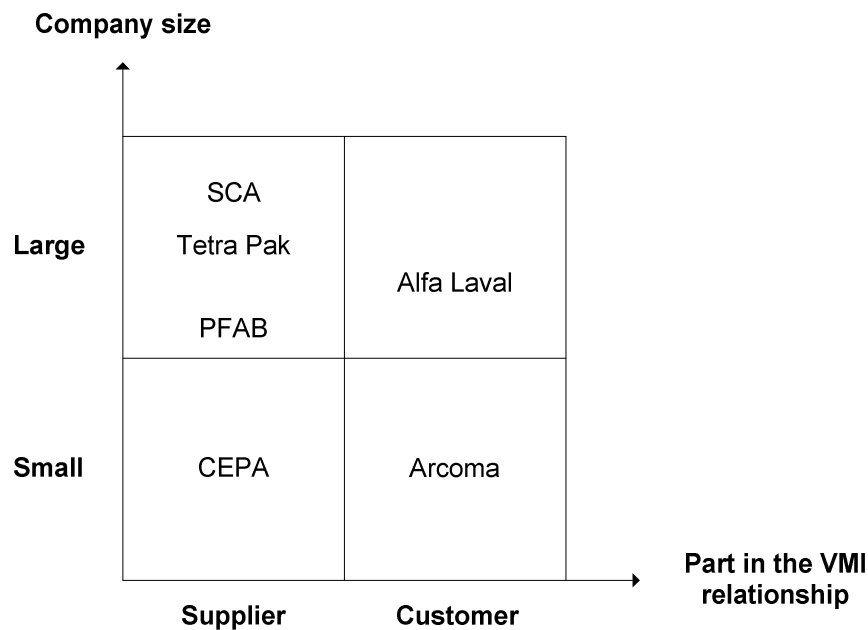 Company size
SCA
Large
Tetra Pak
Alfa Laval
PFAB
Small
CEPA
Arcoma
Part in the VMI
relationship
Supplier
Customer